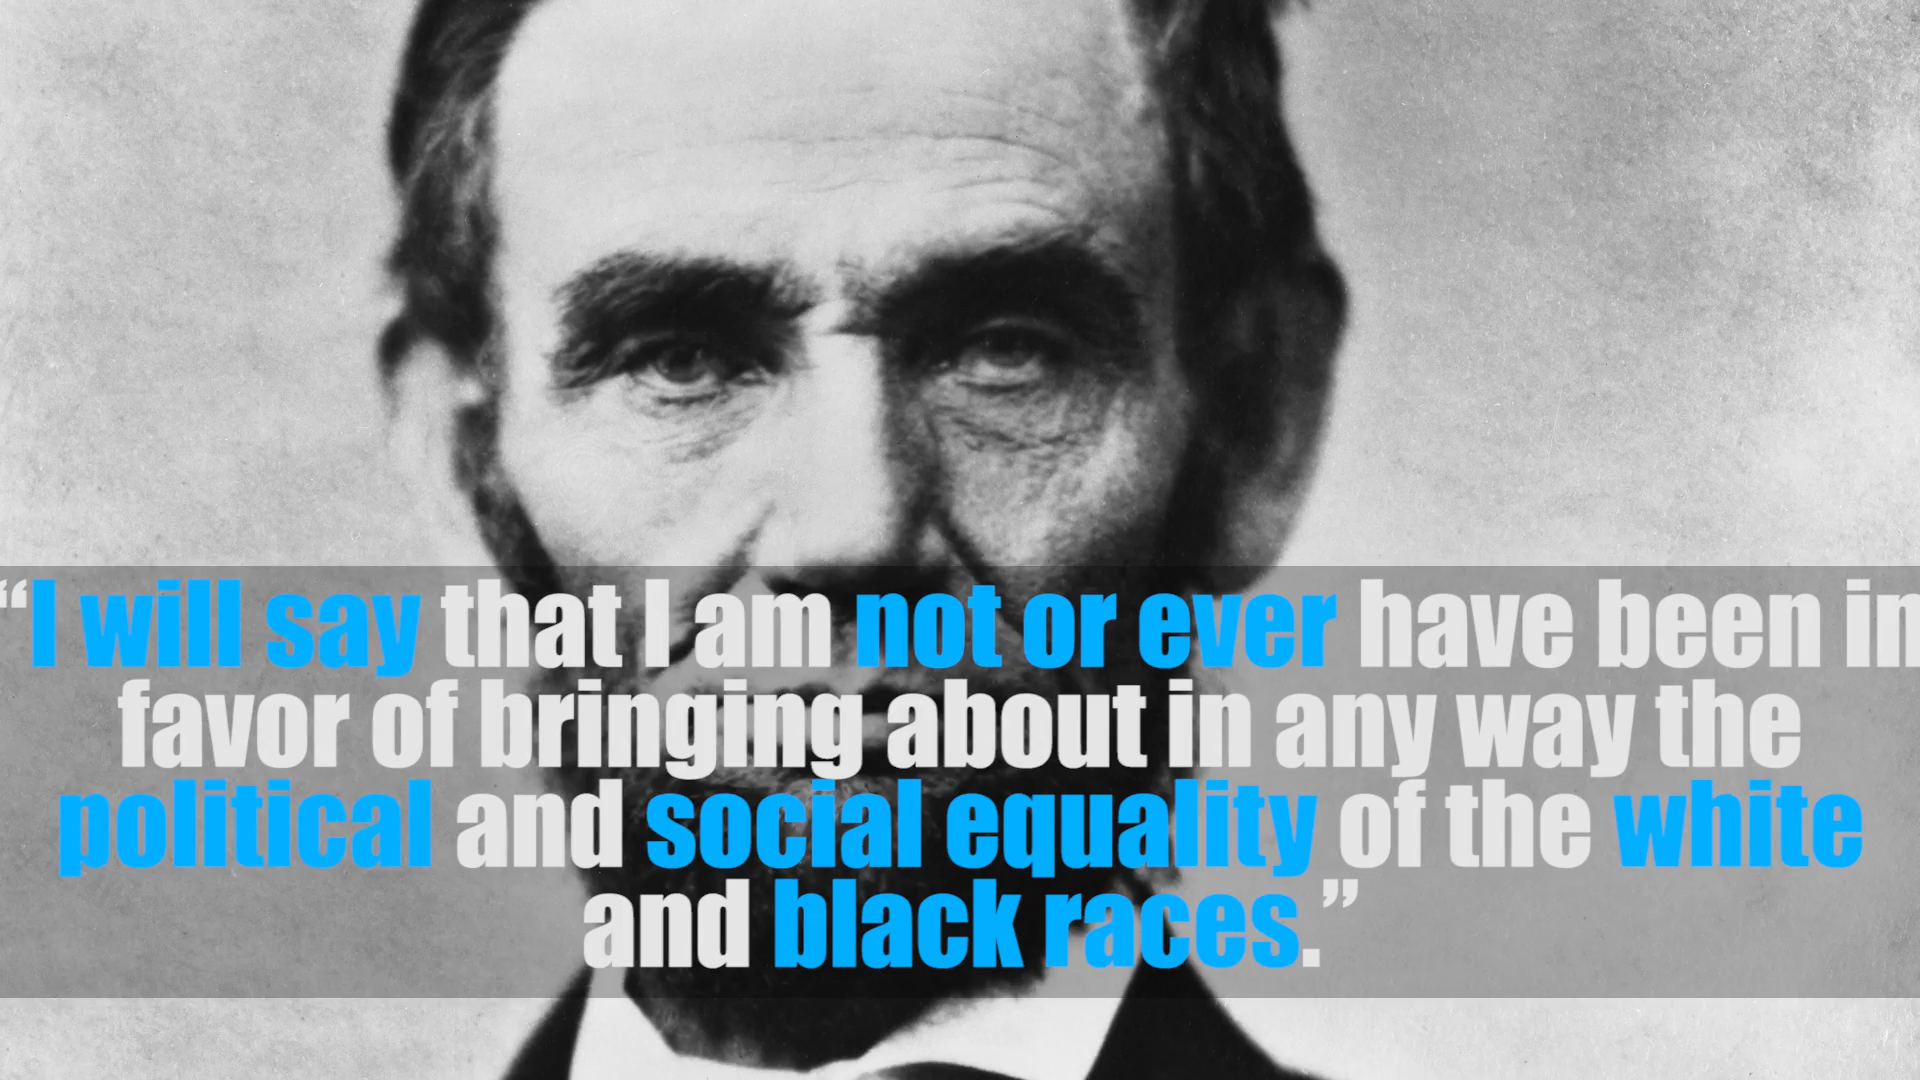 “I will say that I am not or ever have been in
favor of bringing about in any way the
political and social equality of the white
and black races.”